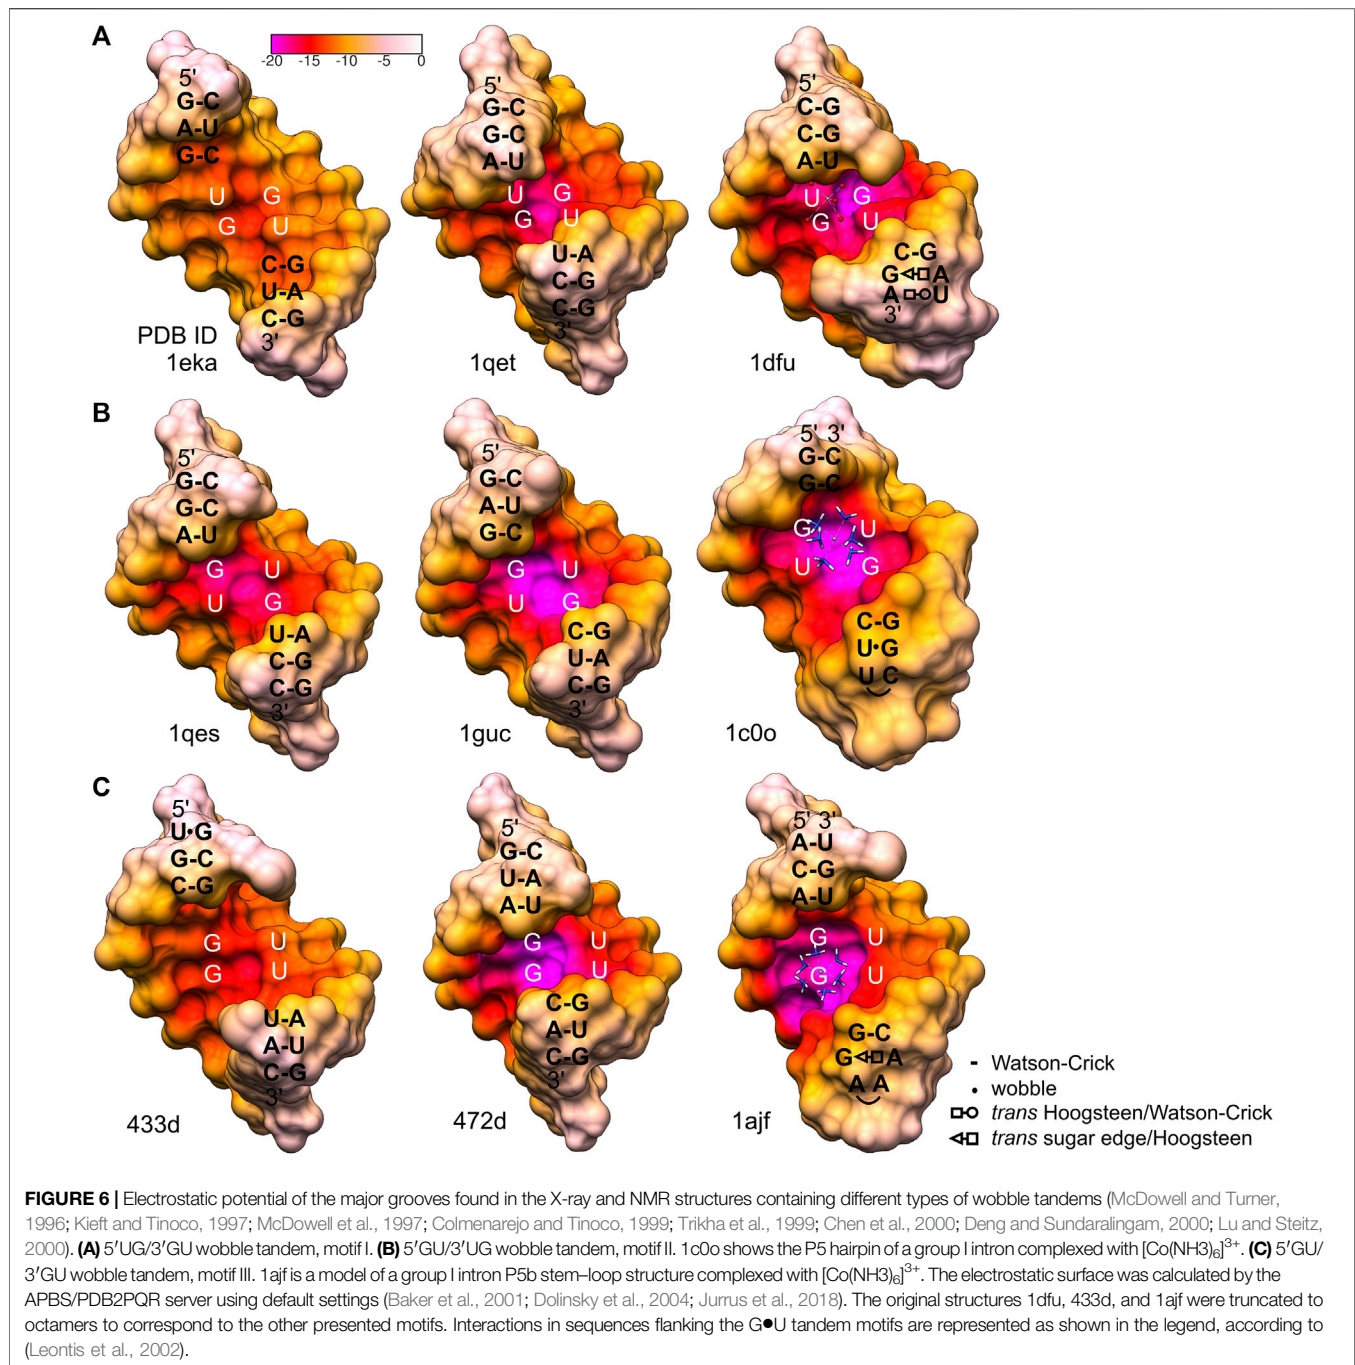 A
-20 -15 -10 -5 0
5'
G-C
A-U
G-C
U G
G U
C-G
U-A
C-G
3'
PDB ID
1eka
5'
G-C
G-C
A-U
U G
G U
U-A
C-G
C-G
3'
1qet
5'
C-G
C-G
A-U
U G
G U
C-G
G A
A U
3'
1dfu
B
5'
G-C
G-C
A-U
G U
U G
U-A
C-G
C-G
3'
1qes
5'
G-C
A-U
G-C
G U
U G
C-G
U-A
C-G
3'
1guc
5' 3'
G-C
G-C
G U
U G
C-G
U·G
U C
1c0o
C
5'
U·G
G-C
C-G
G U
G U
U-A
A-U
C-G
3'
433d
5'
G-C
U-A
A-U
G U
G U
C-G
A-U
C-G
3'
472d
5' 3'
A-U
C-G
A-U
G U
G U
G-C
G A
A A
1ajf
- Watson-Crick
• wobble
trans Hoogsteen/Watson-Crick
trans sugar edge/Hoogsteen
FIGURE 6 | Electrostatic potential of the major grooves found in the X-ray and NMR structures containing different types of wobble tandems (McDowell and Turner,
1996; Kieft and Tinoco, 1997; McDowell et al., 1997; Colmenarejo and Tinoco, 1999; Trikha et al., 1999; Chen et al., 2000; Deng and Sundaralingam, 2000; Lu and Steitz,
2000). (A) 5′UG/3′GU wobble tandem, motif I. (B) 5′GU/3′UG wobble tandem, motif II. 1c0o shows the P5 hairpin of a group I intron complexed with [Co(NH3)₆]³⁺. (C) 5′GU/
3′GU wobble tandem, motif III. 1ajf is a model of a group I intron P5b stem–loop structure complexed with [Co(NH3)₆]³⁺. The electrostatic surface was calculated by the
APBS/PDB2PQR server using default settings (Baker et al., 2001; Dolinsky et al., 2004; Jurrus et al., 2018). The original structures 1dfu, 433d, and 1ajf were truncated to
octamers to correspond to the other presented motifs. Interactions in sequences flanking the G●U tandem motifs are represented as shown in the legend, according to
(Leontis et al., 2002).